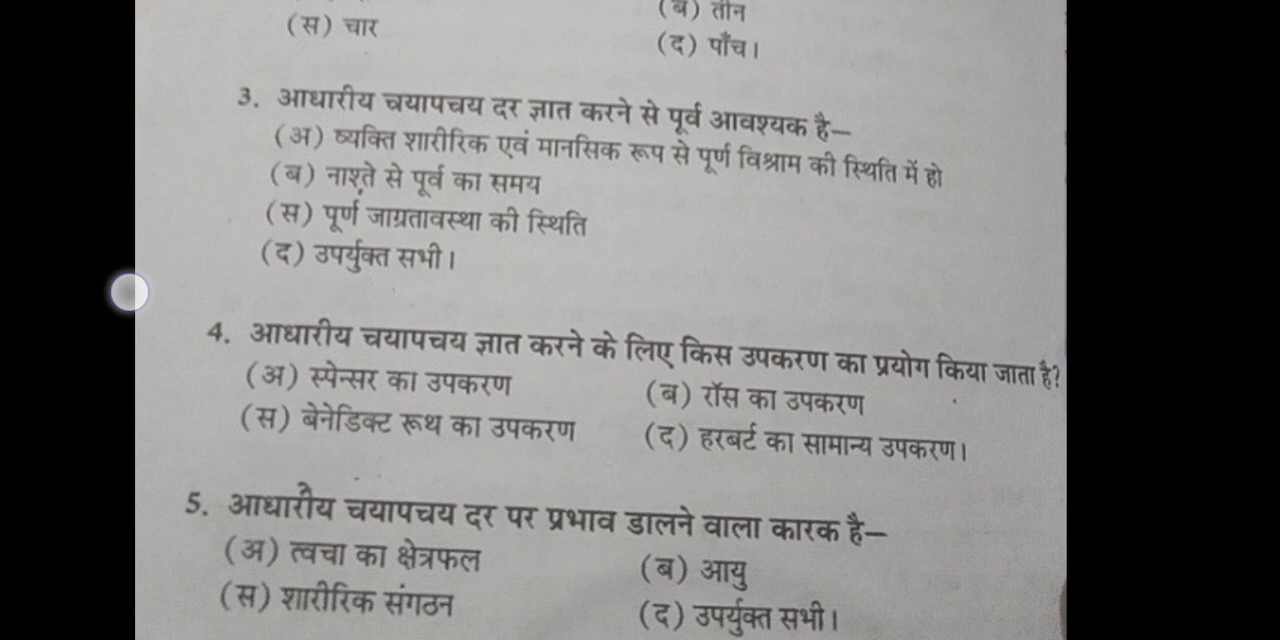 (ब) तीन
(स) चार
(द) पाँच।
3. आधारीय चयापचय दर ज्ञात करने से पूर्व आवश्यक है—
(अ) व्यक्ति शारीरिक एवं मानसिक रूप से पूर्ण विश्राम की स्थिति में हो
(ब) नाश्ते से पूर्व का समय
(स) पूर्ण जाग्रतावस्था की स्थिति
(द) उपर्युक्त सभी।
4. आधारीय चयापचय ज्ञात करने के लिए किस उपकरण का प्रयोग किया जाता है?
(अ) स्पेन्सर का उपकरण
(ब) रॉस का उपकरण
(स) बेनेडिक्ट रूथ का उपकरण
(द) हरबर्ट का सामान्य उपकरण।
5. आधारीय चयापचय दर पर प्रभाव डालने वाला कारक है—
(अ) त्वचा का क्षेत्रफल
(ब) आयु
(स) शारीरिक संगठन
(द) उपर्युक्त सभी।